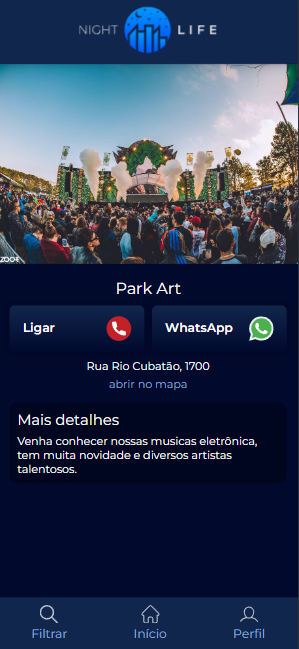 NIGHT LIFE
ZOOF
Park Art
Ligar WhatsApp
Rua Rio Cubatão, 1700
abrir no mapa
Mais detalhes
Venha conhecer nossas musicas eletrônica,
tem muita novidade e diversos artistas
talentosos.
Filtrar Início Perfil